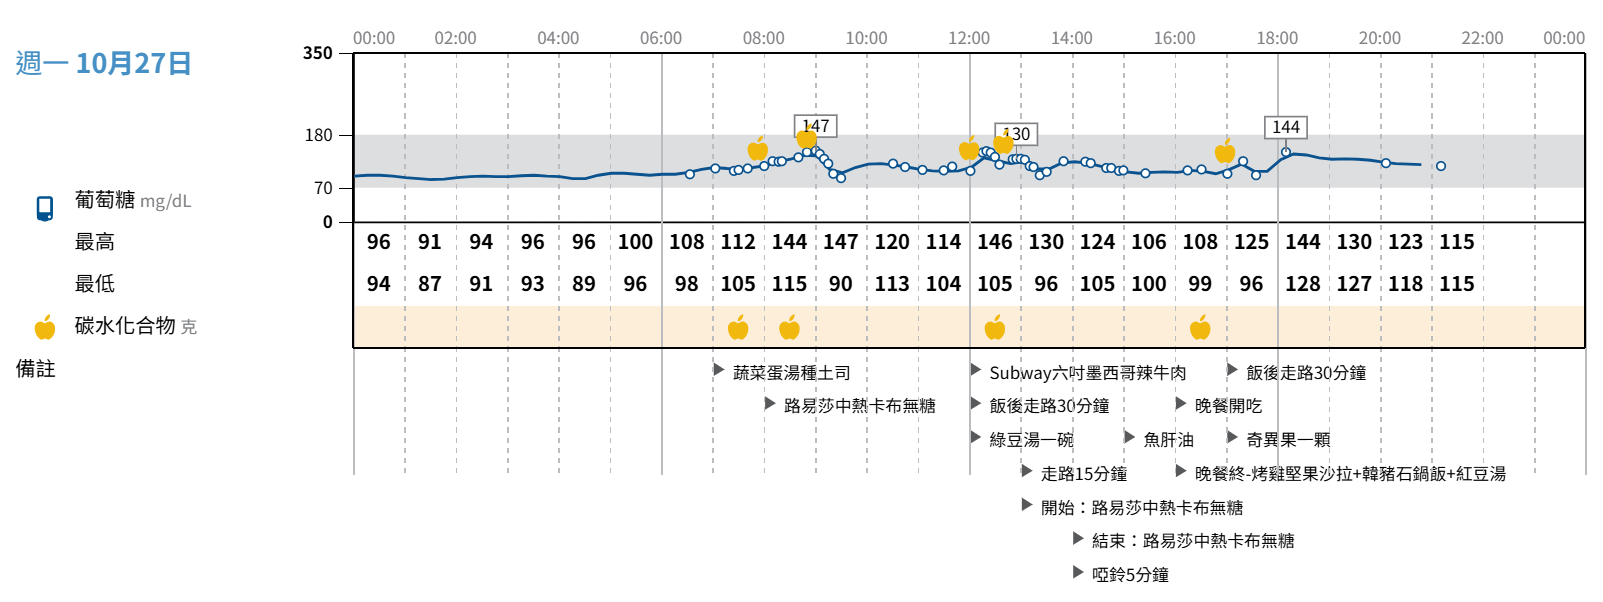 00:00 02:00 04:00 06:00 08:00 10:00 12:00 14:00 16:00 18:00 20:00 22:00 00:00
週一 10月27日
350
147
130
144
180
70
0
葡萄糖 mg/dL
最高 96 91 94 96 96 100 108 112 144 147 120 114 146 130 124 106 108 125 144 130 123 115
最低 94 87 91 93 89 96 98 105 115 90 113 104 105 96 105 100 99 96 128 127 118 115
碳水化合物 克
備註
蔬菜蛋湯種土司 Subway六吋墨西哥辣牛肉 飯後走路30分鐘
路易莎中熱卡布無糖 飯後走路30分鐘 晚餐開吃
綠豆湯一碗 魚肝油 奇異果一顆
走路15分鐘 晚餐終-烤雞堅果沙拉+韓豬石鍋飯+紅豆湯
開始：路易莎中熱卡布無糖
結束：路易莎中熱卡布無糖
啞鈴5分鐘